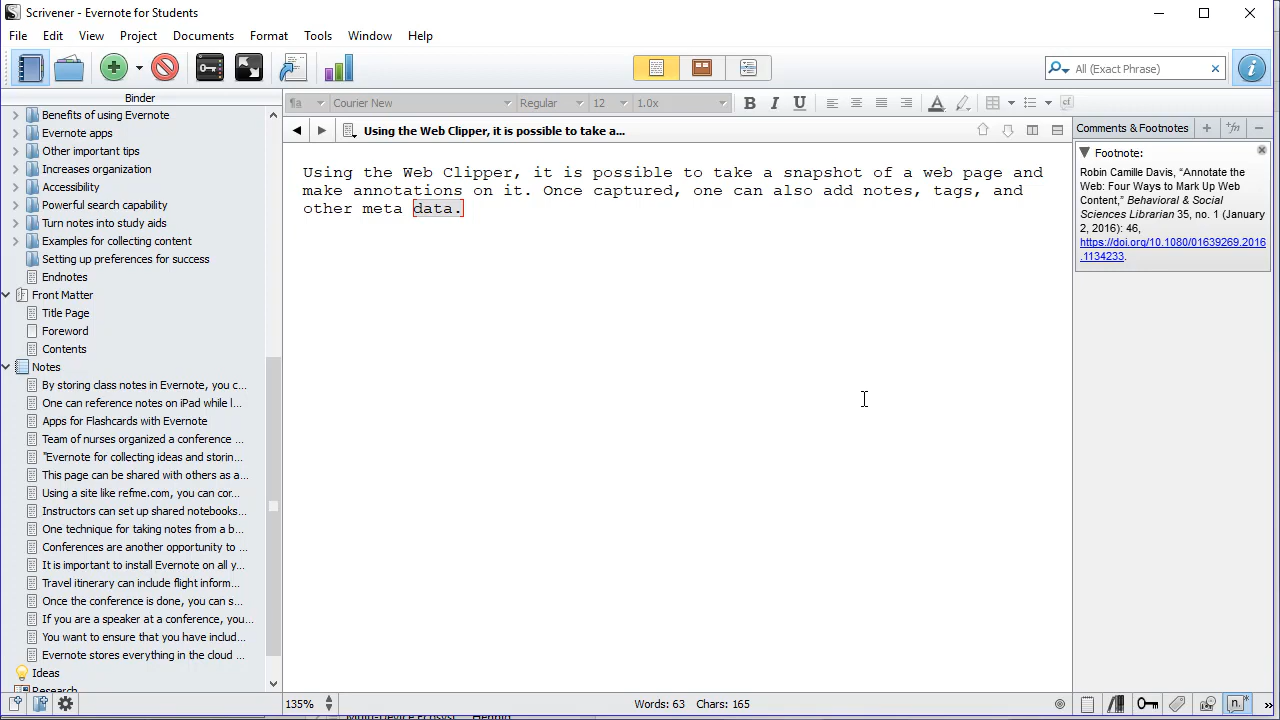 Scrivener - Evernote for Students
File Edit View Project Documents Format Tools Window Help
All (Exact Phrase)
Binder
Courier New Regular 12 1.0x
Benefits of using Evernote
Evernote apps
Other important tips
Increases organization
Accessibility
Powerful search capability
Turn notes into study aids
Examples for collecting content
Setting up preferences for success
Endnotes
Front Matter
Title Page
Foreword
Contents
Notes
By storing class notes in Evernote, you c...
One can reference notes on iPad while l...
Apps for Flashcards with Evernote
Team of nurses organized a conference ...
"Evernote for collecting ideas and storin...
This page can be shared with others as a...
Using a site like refme.com, you can cor...
Instructors can set up shared notebooks...
One technique for taking notes from a b...
Conferences are another opportunity to ...
It is important to install Evernote on all y...
Travel itinerary can include flight inform...
Once the conference is done, you can s...
If you are a speaker at a conference, you...
You want to ensure that you have includ...
Evernote stores everything in the cloud ...
Ideas
Research
Using the Web Clipper, it is possible to take a...
Using the Web Clipper, it is possible to take a snapshot of a web page and
make annotations on it. Once captured, one can also add notes, tags, and
other meta data.
Comments & Footnotes
Footnote:
Robin Camille Davis, “Annotate
the Web: Four Ways to Mark Up Web
Content,” Behavioral & Social
Sciences Librarian 35, no. 1 (January
2, 2016): 46,
https://doi.org/10.1080/01639269.2016
.1134233.
135%
Words: 63 Chars: 165